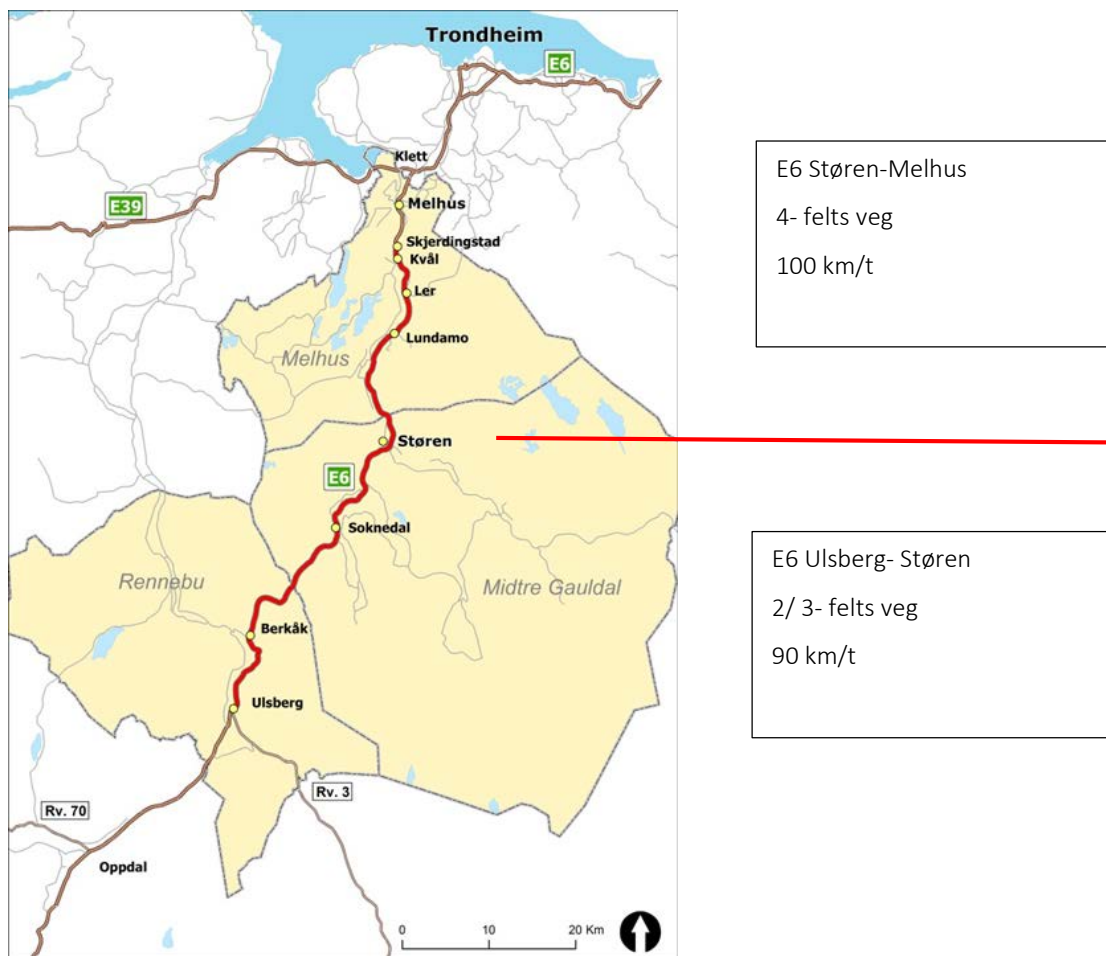 Trondheim
E6
Klett
E39
Melhus
Skjerdingstad
Kvål
Ler
Lundamo
Melhus
Støren
E6
Soknedal
Rennebu
Midtre Gauldal
Berkåk
Ulsberg
Rv. 3
Rv. 70
Oppdal
0 10 20 Km
E6 Støren-Melhus
4- felts veg
100 km/t
E6 Ulsberg- Støren
2/ 3- felts veg
90 km/t